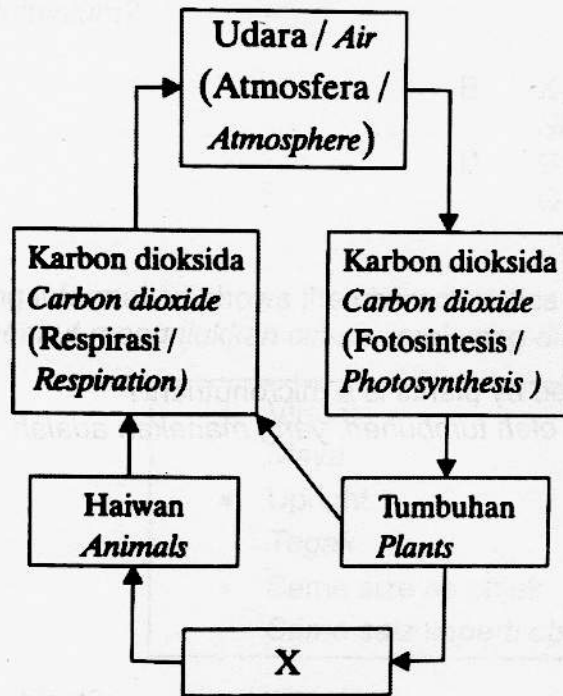 Udara / Air
(Atmosfera /
Atmosphere)
Karbon dioksida
Carbon dioxide
(Respirasi /
Respiration)
Karbon dioksida
Carbon dioxide
(Fotosintesis /
Photosynthesis )
Haiwan
Animals
Tumbuhan
Plants
X